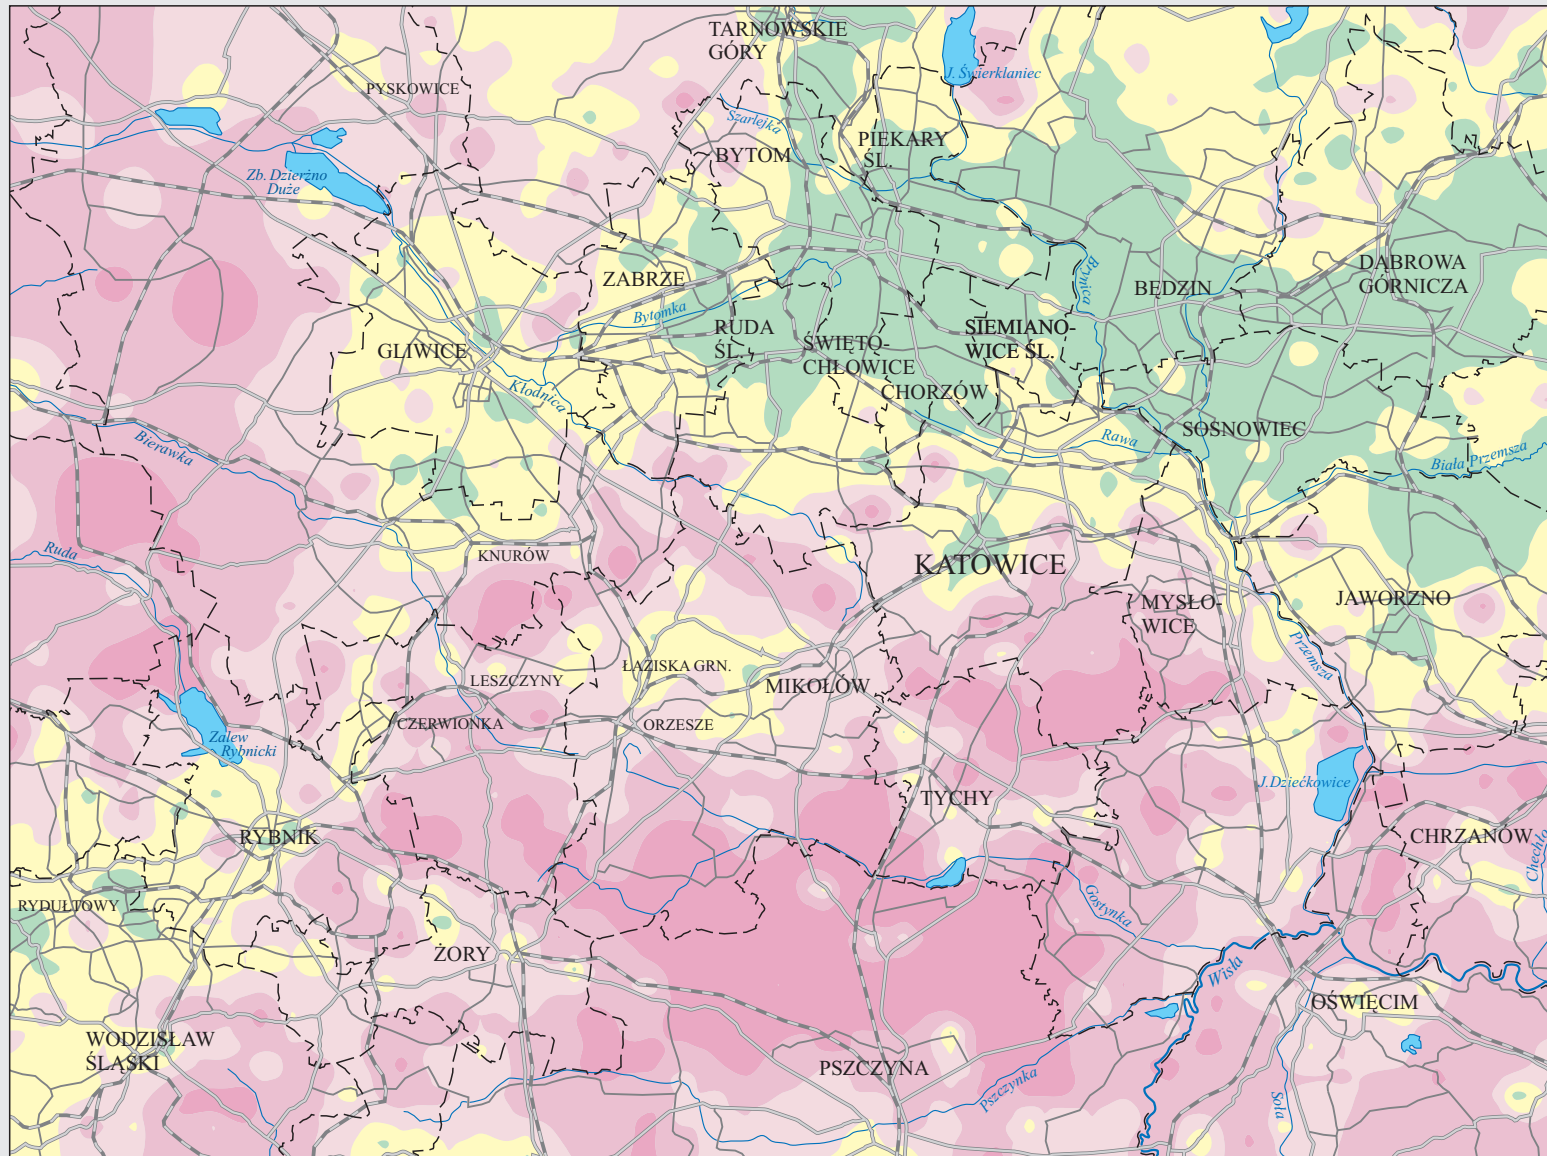 TARNOWSKIE
GÓRY
J. Świerklaniec
PYSKOWICE
Szarlejka
PIEKARY
ŚL.
BYTOM
Zb. Dzierżno
Duże
ZABRZE
Brynica
BĘDZIN
DĄBROWA
GÓRNICZA
Bytomka
RUDA
ŚL.
SIEMIANO-
WICE ŚL.
GLIWICE
ŚWIĘTO-
CHŁOWICE
Kłodnica
CHORZÓW
Bierawka
Rawa
SOSNOWIEC
Biała Przemsza
Ruda
KNURÓW
KATOWICE
MYSŁO-
WICE
JAWORZNO
Przemsza
LESZCZYNY
ŁAZISKA GRN.
MIKOŁÓW
CZERWIONKA
ORZESZE
Zalew
Rybnicki
J.Dziećkowice
TYCHY
RYBNIK
CHRZANÓW
Chechło
RYDUŁTOWY
Gostynka
ŻORY
Wisła
OŚWIĘCIM
WODZISŁAW
ŚLĄSKI
PSZCZYNA
Pszczynka
Soła